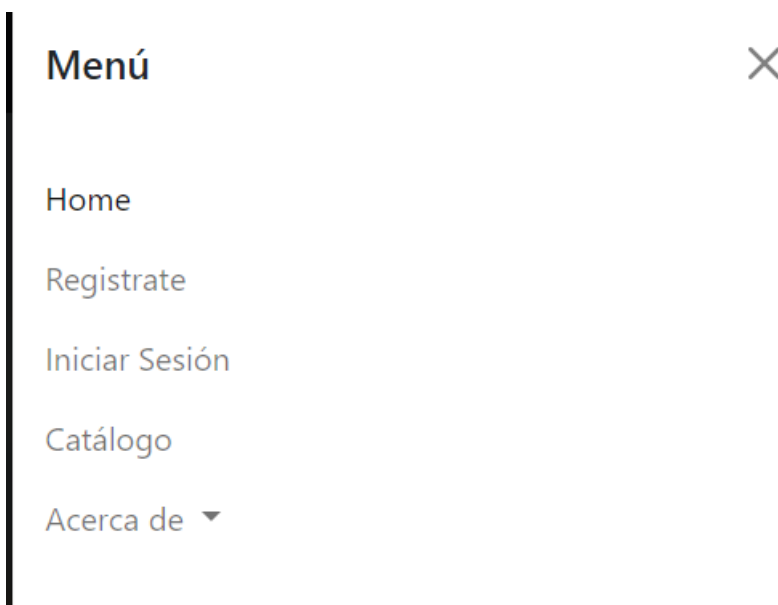 Menú
Home
Registrate
Iniciar Sesión
Catálogo
Acerca de